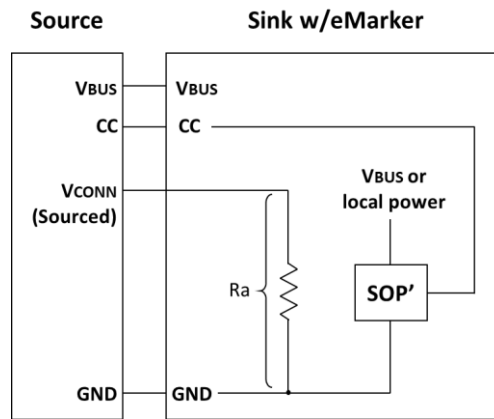 Source
Sink w/eMarker
VBUS
VBUS
CC
CC
VCONN
(Sourced)
VBUS or
local power
Ra
SOP’
GND
GND